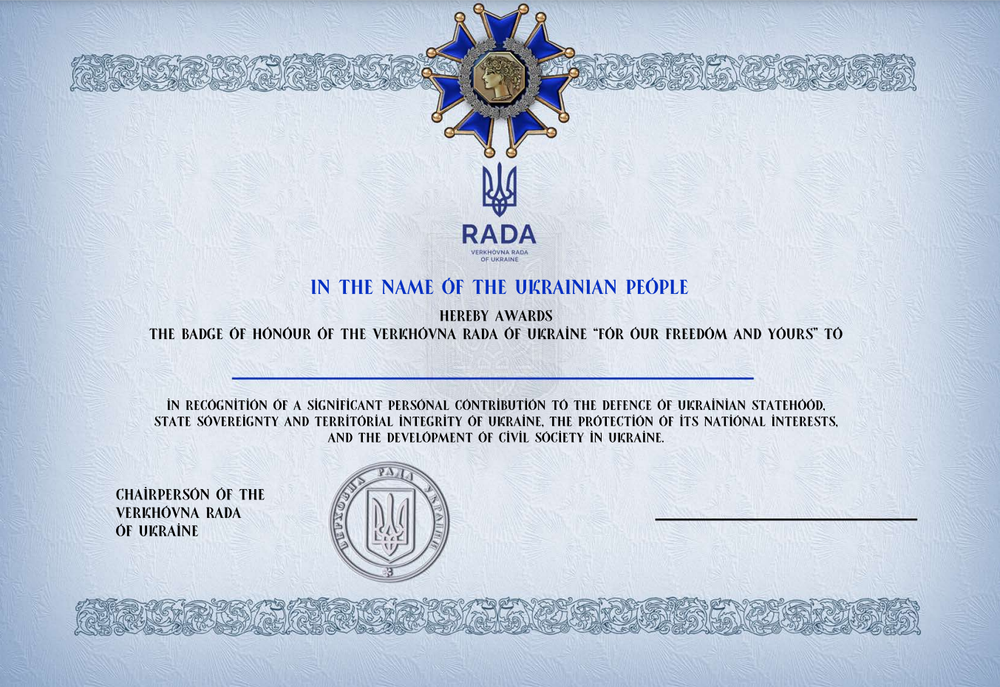 RADA
VERKHOVNA RADA
OF UKRAINE
IN THE NAME OF THE UKRAINIAN PEOPLE
HEREBY AWARDS
THE BADGE OF HONOUR OF THE VERKHOVNA RADA OF UKRAINE “FOR OUR FREEDOM AND YOURS” TO
IN RECOGNITION OF A SIGNIFICANT PERSONAL CONTRIBUTION TO THE DEFENCE OF UKRAINIAN STATEHOOD,
STATE SOVEREIGNTY AND TERRITORIAL INTEGRITY OF UKRAINE, THE PROTECTION OF ITS NATIONAL INTERESTS,
AND THE DEVELOPMENT OF CIVIL SOCIETY IN UKRAINE.
CHAIRPERSON OF THE
VERKHOVNA RADA
OF UKRAINE
ВЕРХОВНА РАДА УКРАЇНИ